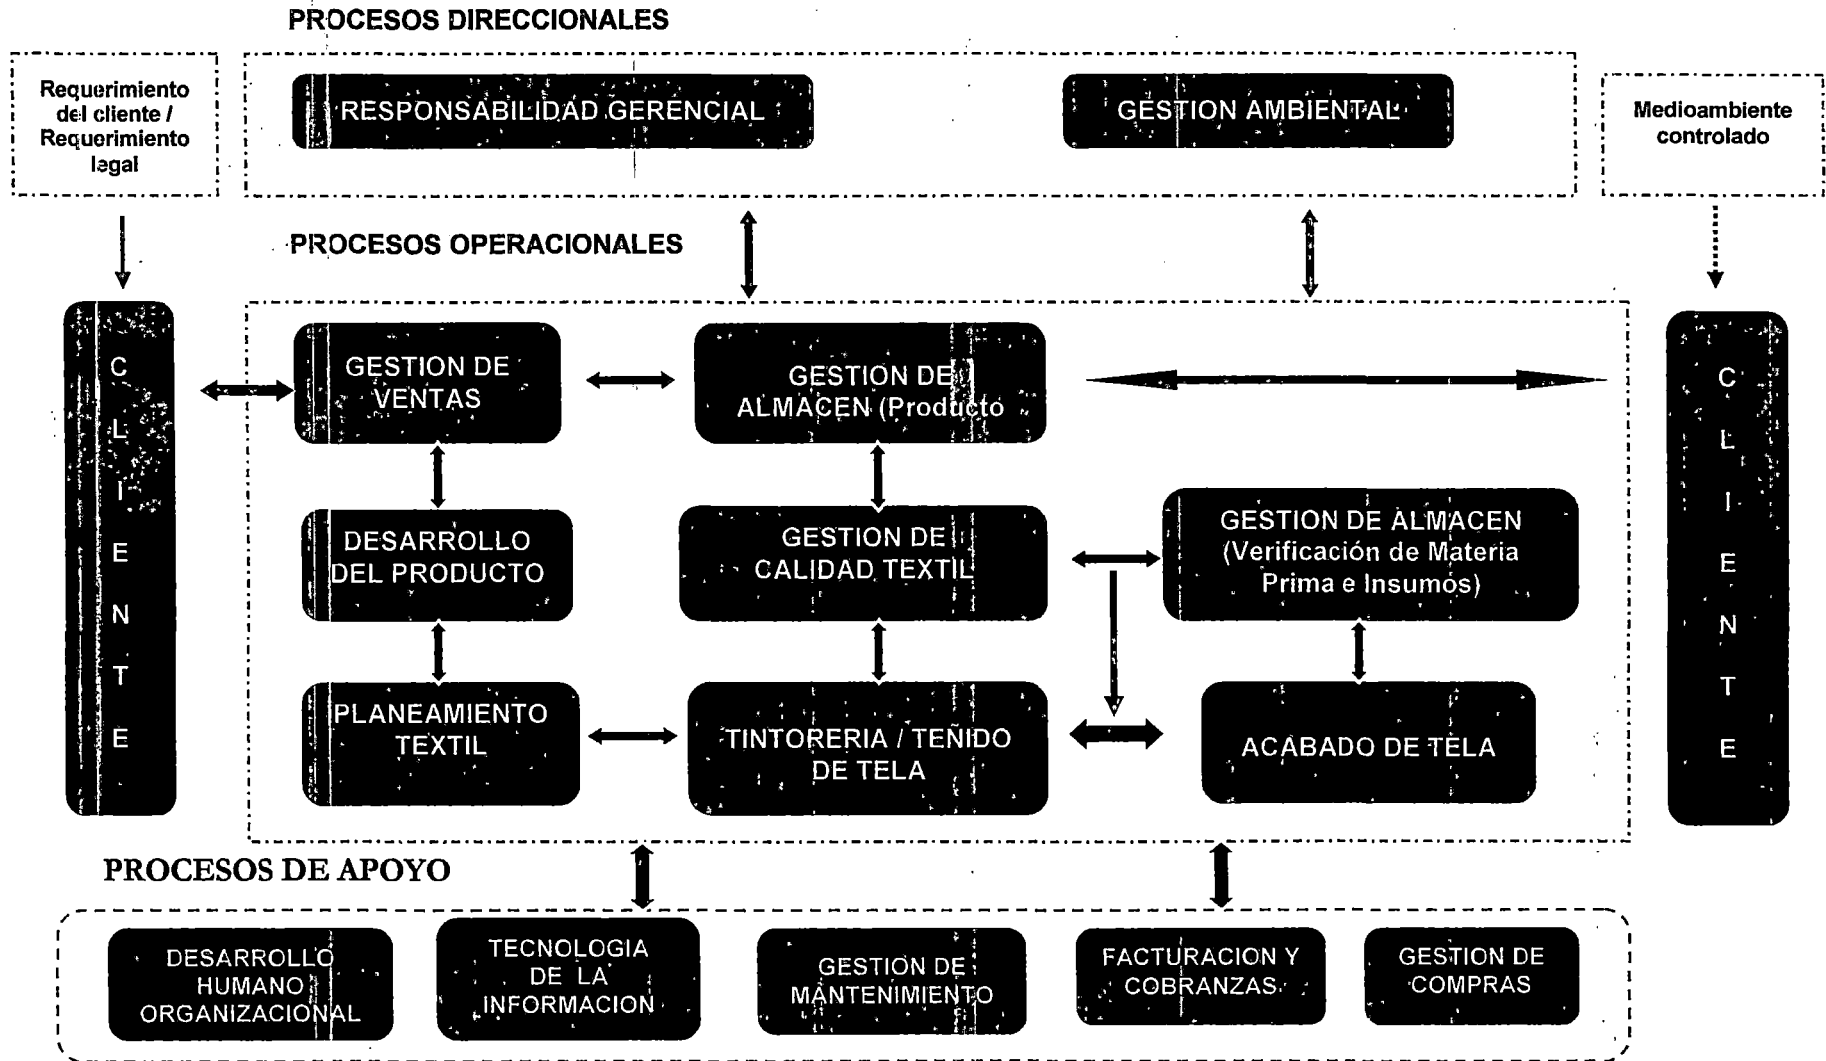 PROCESOS DIRECCIONALES
Requerimiento
del cliente /
Requerimiento
legal
RESPONSABILIDAD GERENCIAL
GESTION AMBIENTAL
Medioambiente
controlado
PROCESOS OPERACIONALES
C
L
I
E
N
T
E
GESTION DE
VENTAS
GESTION DE
ALMACEN (Producto
DESARROLLO
DEL PRODUCTO
GESTION DE
CALIDAD TEXTIL
GESTION DE ALMACEN
(Verificación de Materia
Prima e Insumos)
PLANEAMIENTO
TEXTIL
TINTORERIA / TEÑIDO
DE TELA
ACABADO DE TELA
C
L
I
E
N
T
E
PROCESOS DE APOYO
DESARROLLO
HUMANO
ORGANIZACIONAL
TECNOLOGIA
DE LA
INFORMACION
GESTION DE
MANTENIMIENTO
FACTURACION Y
COBRANZAS
GESTION DE
COMPRAS